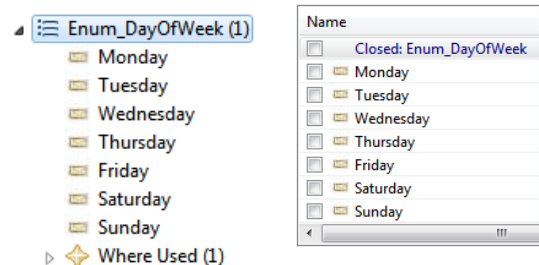 Enum_DayOfWeek (1)
Monday
Tuesday
Wednesday
Thursday
Friday
Saturday
Sunday
Where Used (1)
Name
Closed: Enum_DayOfWeek
Monday
Tuesday
Wednesday
Thursday
Friday
Saturday
Sunday